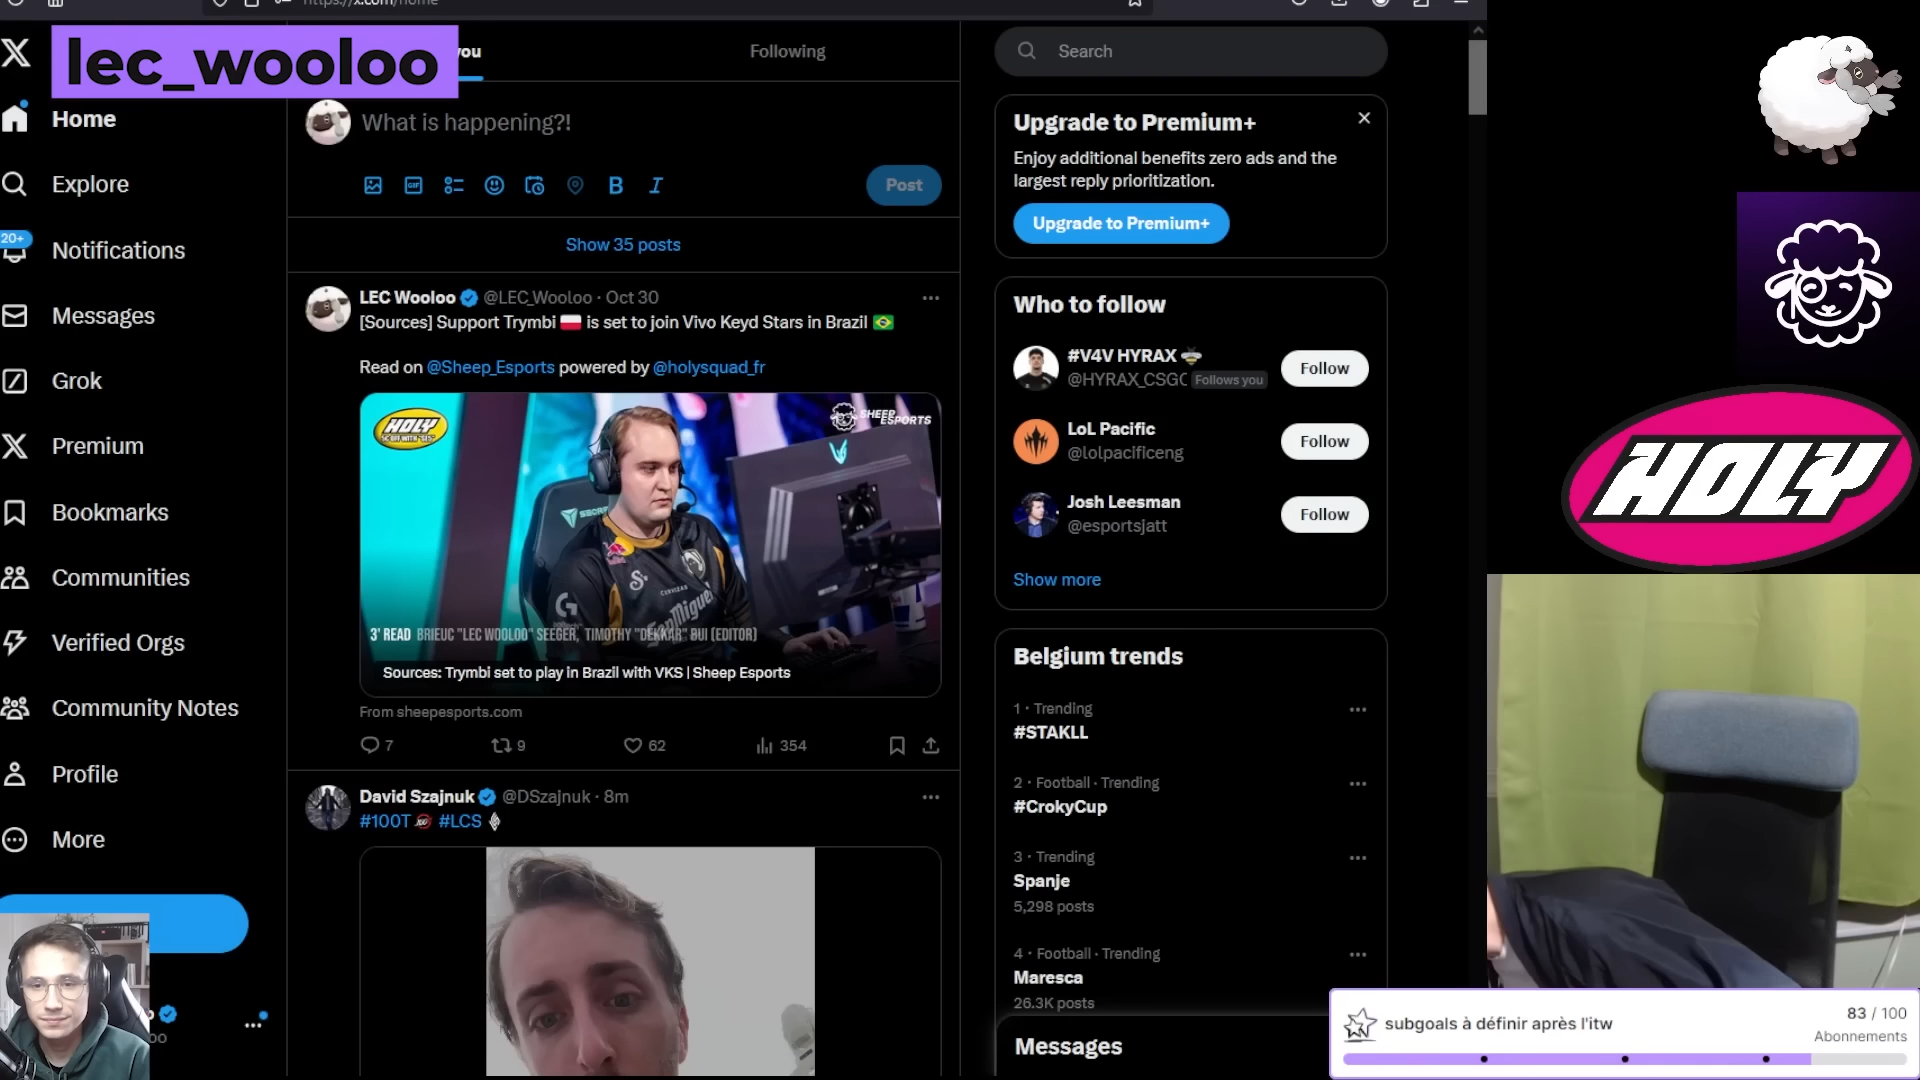 https://x.com/home
lec_wooloo
you
Following
Search
Home
What is happening?!
Explore
GIF
B
I
Post
Upgrade to Premium+
Enjoy additional benefits zero ads and the
largest reply prioritization.
Upgrade to Premium+
20+
Notifications
Show 35 posts
Messages
LEC Wooloo @LEC_Wooloo · Oct 30
[Sources] Support Trymbi 🇵🇱 is set to join Vivo Keyd Stars in Brazil 🇧🇷
Read on @Sheep_Esports powered by @holysquad_fr
HOLY
SHEEP
ESPORTS
San Miguel
3' READ BRIEUC "LEC WOOLOO" SEEGER, TIMOTHY "DEKKAR" BUI (EDITOR)
Sources: Trymbi set to play in Brazil with VKS | Sheep Esports
From sheepesports.com
7
9
62
354
Who to follow
#V4V HYRAX 🐝
@HYRAX_CSGO Follows you
Follow
LoL Pacific
@lolpacificeng
Follow
Josh Leesman
@esportsjatt
Follow
Show more
Grok
Premium
Bookmarks
Communities
Verified Orgs
Community Notes
Profile
More
David Szajnuk @DSzajnuk · 8m
#100T #LCS
Belgium trends
1 · Trending
#STAKLL
2 · Football · Trending
#CrokyCup
3 · Trending
Spanje
5,298 posts
4 · Football · Trending
Maresca
26.3K posts
Messages
HOLY
subgoals à définir après l'itw
83 / 100
Abonnements